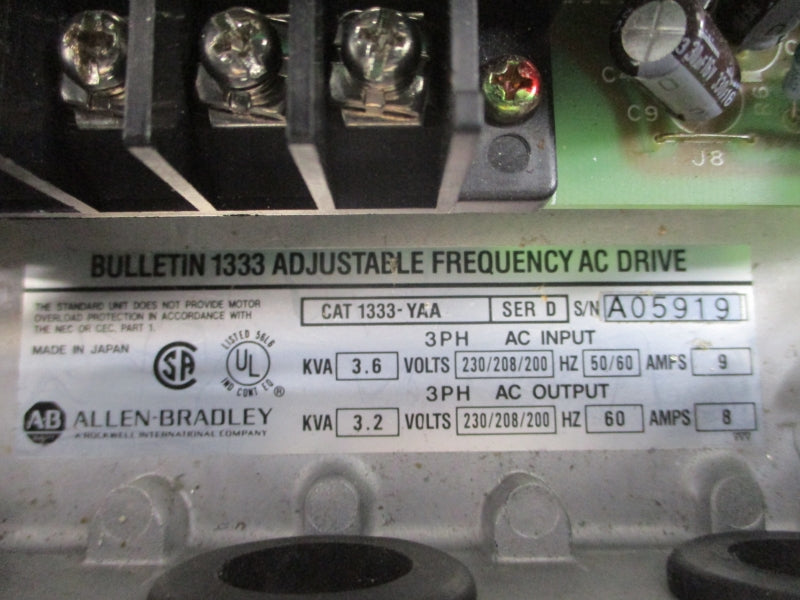 C9
J8
BULLETIN 1333 ADJUSTABLE FREQUENCY AC DRIVE
THE STANDARD UNIT DOES NOT PROVIDE MOTOR
OVERLOAD PROTECTION IN ACCORDANCE WITH
THE NEC OR CEC, PART 1.
MADE IN JAPAN
SA
LISTED 56L6
UL
IND CONT EQ
®
CAT 1333-YAA SER D S/N A05919
3PH AC INPUT
KVA 3.6 VOLTS 230/208/200 HZ 50/60 AMPS 9
3PH AC OUTPUT
KVA 3.2 VOLTS 230/208/200 HZ 60 AMPS 8
A-B ALLEN-BRADLEY
A ROCKWELL INTERNATIONAL COMPANY